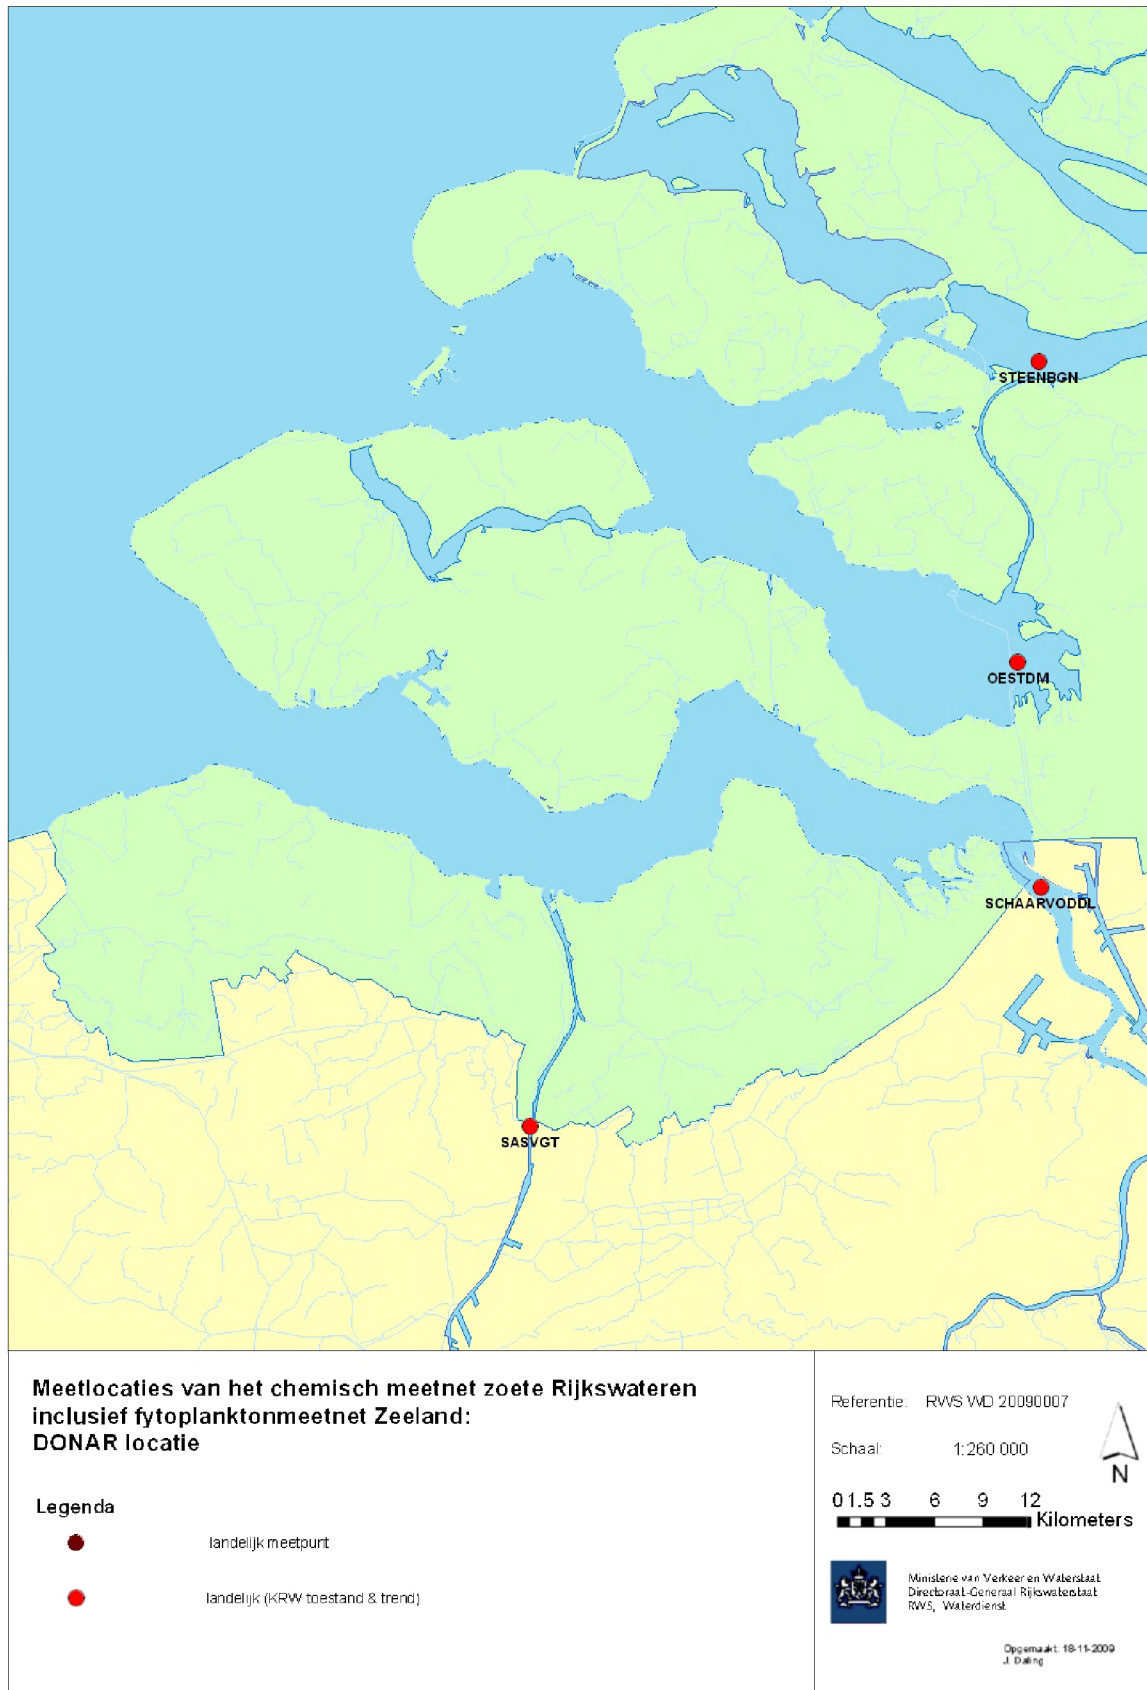 STEENBGN
OESTDM
SCHAARVODDL
SASVGT
Meetlocaties van het chemisch meetnet zoete Rijkswateren
inclusief fytoplanktonmeetnet Zeeland:
DONAR locatie
Legenda
landelijk meetpunt
landelijk (KRW toestand & trend)
Referentie: RWS WD 20090007
Schaal: 1:260 000
N
0 1.5 3 6 9 12
Kilometers
Ministerie van Verkeer en Waterstaat
Directoraat-Generaal Rijkswaterstaat
RWS, Waterdienst
Opgemaakt: 18-11-2009
J. Daling